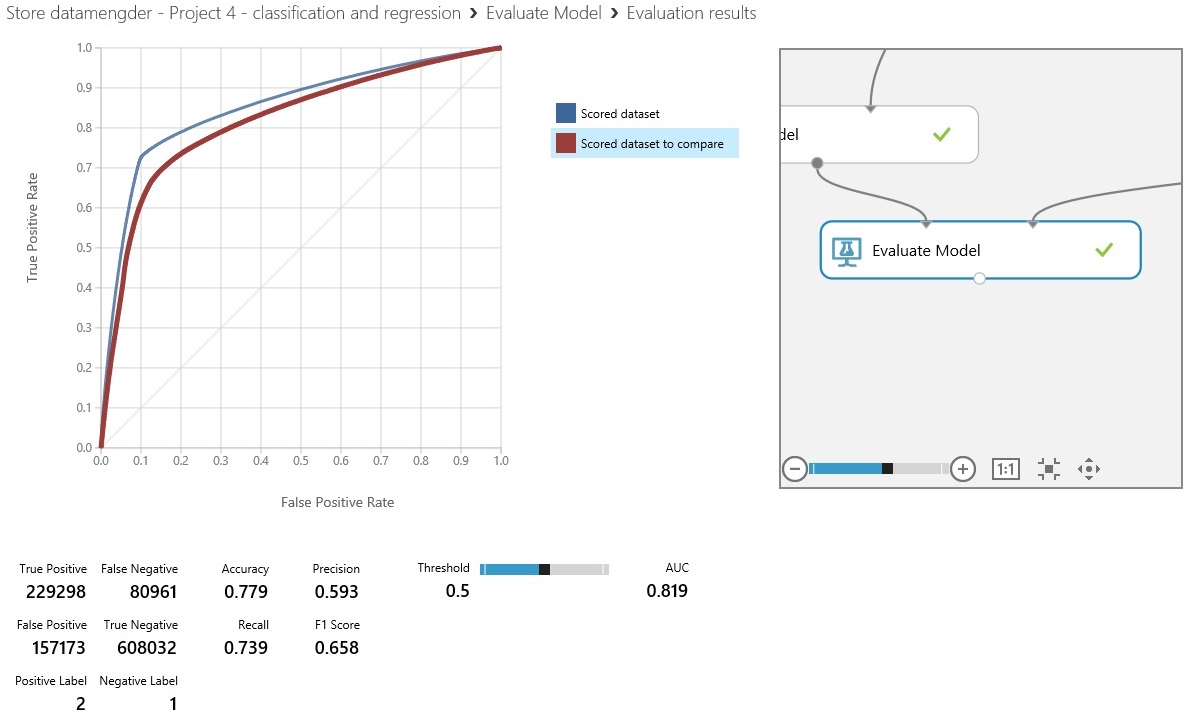 Store datamengder - Project 4 - classification and regression › Evaluate Model › Evaluation results
1.0
0.9
0.8
0.7
0.6
0.5
0.4
0.3
0.2
0.1
0.0
True Positive Rate
0.0 0.1 0.2 0.3 0.4 0.5 0.6 0.7 0.8 0.9 1.0
False Positive Rate
Scored dataset
Scored dataset to compare
del
Evaluate Model
1:1
True Positive False Negative Accuracy Precision Threshold AUC
229298 80961 0.779 0.593 0.5 0.819
False Positive True Negative Recall F1 Score
157173 608032 0.739 0.658
Positive Label Negative Label
2 1